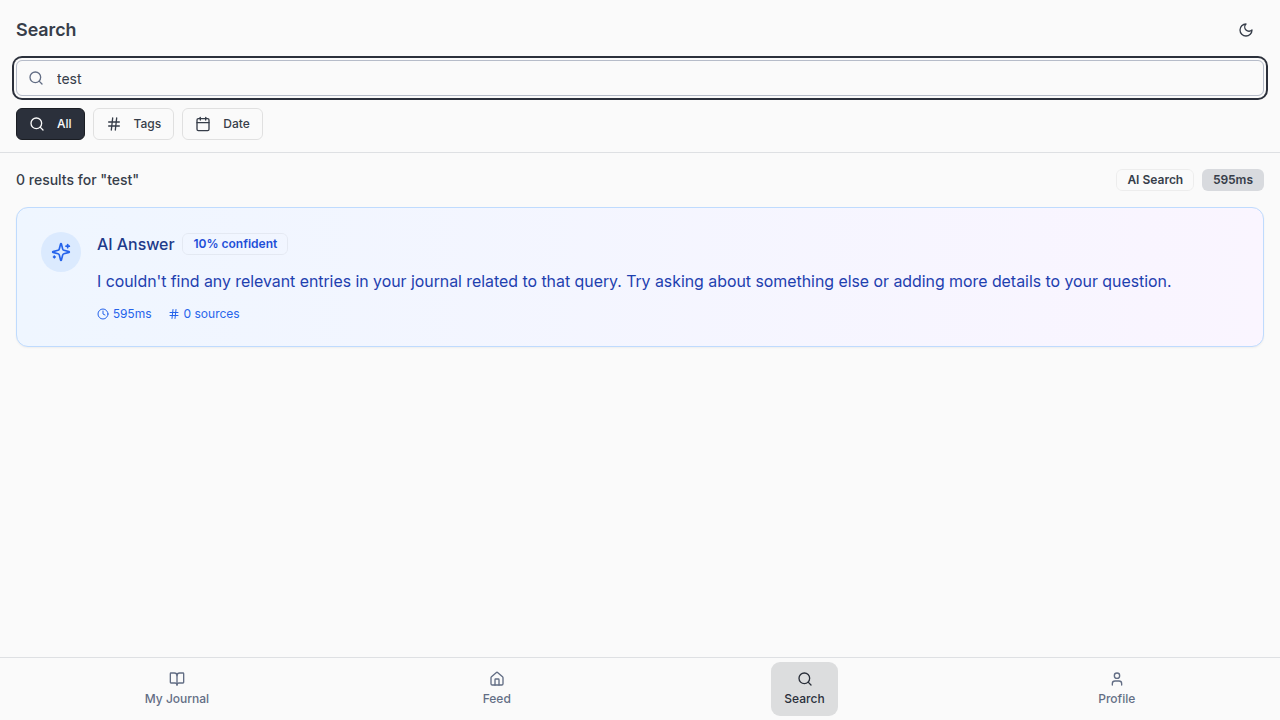 Search
test
All
Tags
Date
0 results for "test"
AI Search
595ms
AI Answer
10% confident
I couldn't find any relevant entries in your journal related to that query. Try asking about something else or adding more details to your question.
595ms
0 sources
My Journal
Feed
Search
Profile